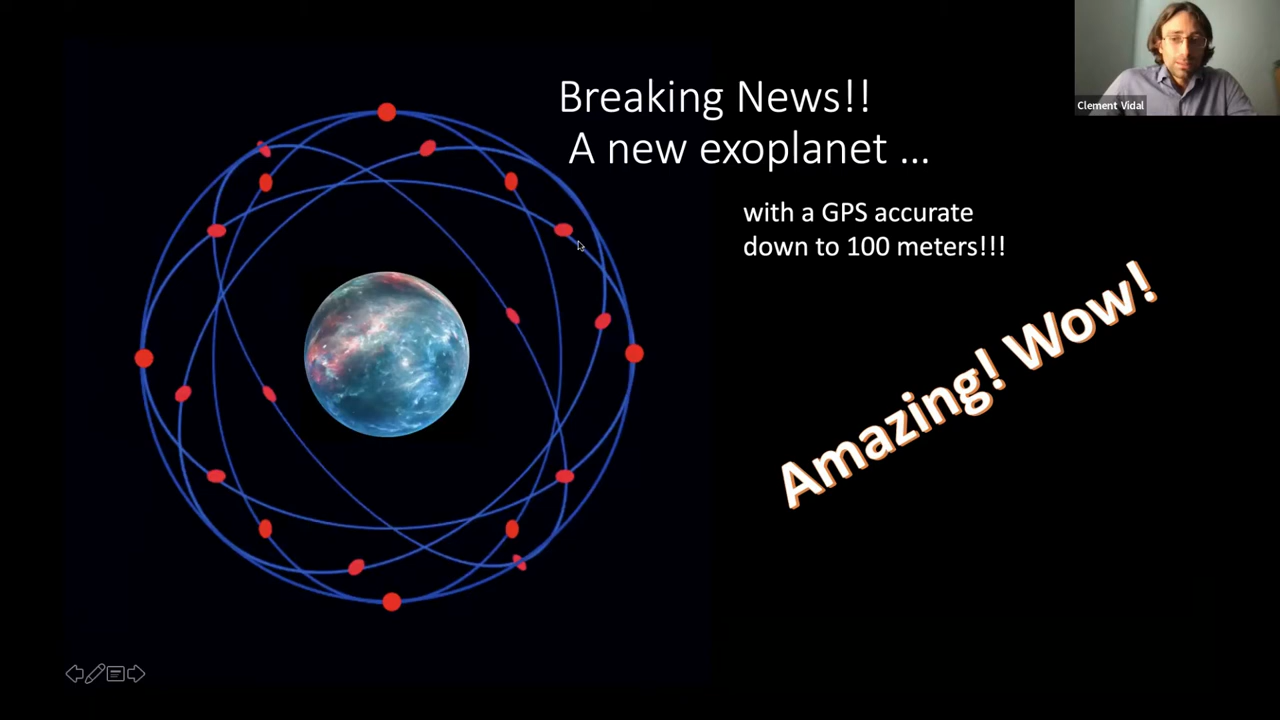 Breaking News!!
A new exoplanet ...
with a GPS accurate
down to 100 meters!!!
Amazing! Wow!
Clement Vidal